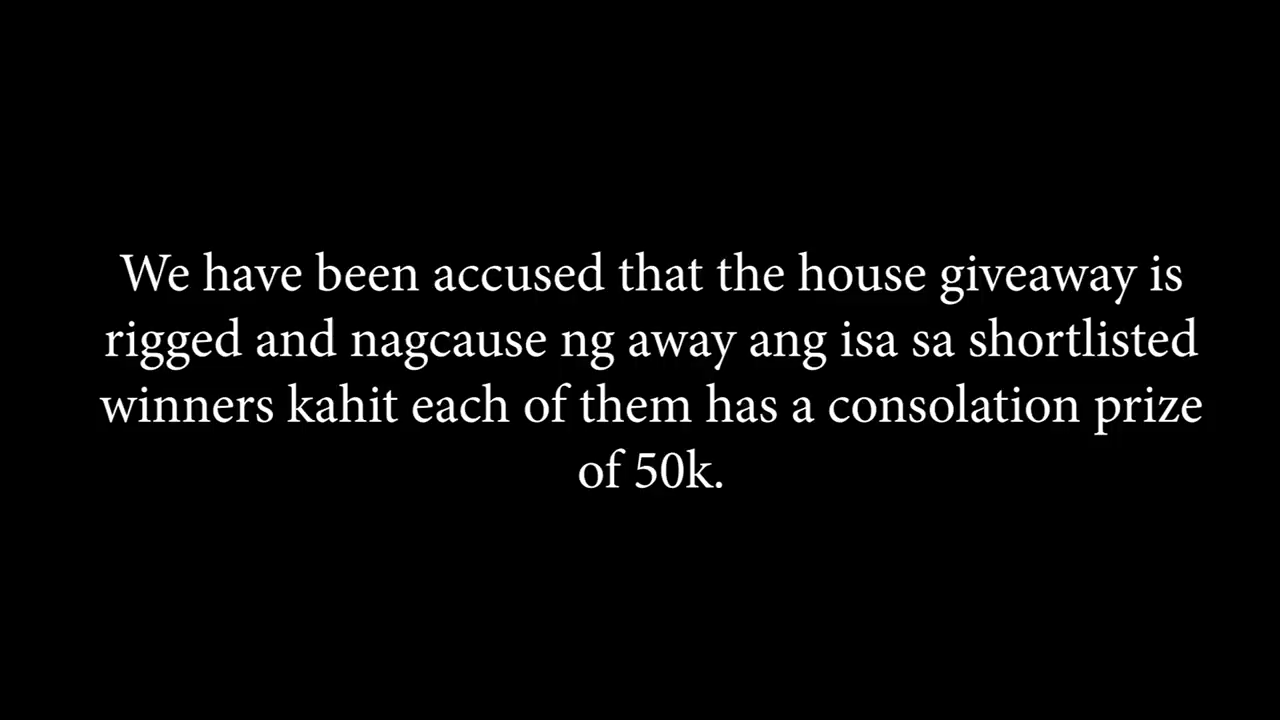 We have been accused that the house giveaway is
rigged and nagcause ng away ang isa sa shortlisted
winners kahit each of them has a consolation prize
of 50k.